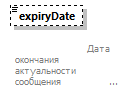 expiryDate
Дата
окончания
актуальности
сообщения ...